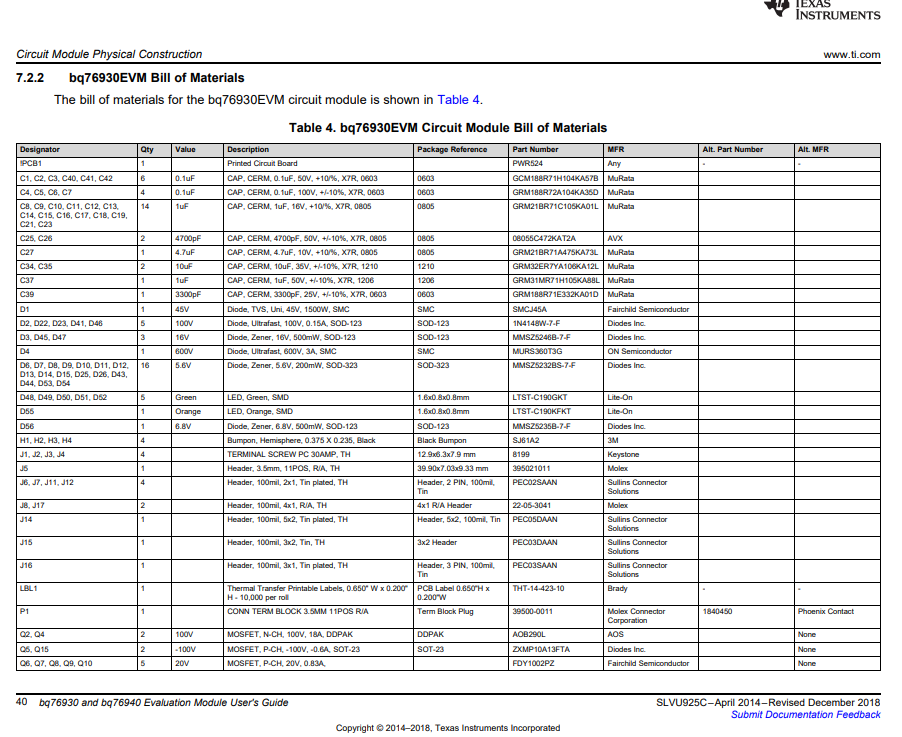 TEXAS
INSTRUMENTS
Circuit Module Physical Construction www.ti.com
7.2.2 bq76930EVM Bill of Materials
The bill of materials for the bq76930EVM circuit module is shown in Table 4.
Table 4. bq76930EVM Circuit Module Bill of Materials
Designator Qty Value Description Package Reference Part Number MFR Alt. Part Number Alt. MFR
!PCB1 1 Printed Circuit Board PWR524 Any - -
C1, C2, C3, C40, C41, C42 6 0.1uF CAP, CERM, 0.1uF, 50V, +10/%, X7R, 0603 0603 GCM188R71H104KA57B MuRata
C4, C5, C6, C7 4 0.1uF CAP, CERM, 0.1uF, 100V, +/-10%, X7R, 0603 0603 GRM188R72A104KA35D MuRata
C8, C9, C10, C11, C12, C13, 14 1uF CAP, CERM, 1uF, 16V, +10/%, X7R, 0805 0805 GRM21BR71C105KA01L MuRata
C14, C15, C16, C17, C18, C19,
C21, C23
C25, C26 2 4700pF CAP, CERM, 4700pF, 50V, +/-10%, X7R, 0805 0805 08055C472KAT2A AVX
C27 1 4.7uF CAP, CERM, 4.7uF, 10V, +10/%, X7R, 0805 0805 GRM21BR71A475KA73L MuRata
C34, C35 2 10uF CAP, CERM, 10uF, 35V, +/-10%, X7R, 1210 1210 GRM32ER7YA106KA12L MuRata
C37 1 1uF CAP, CERM, 1uF, 50V, +/-10%, X7R, 1206 1206 GRM31MR71H105KA88L MuRata
C39 1 3300pF CAP, CERM, 3300pF, 25V, +/-10%, X7R, 0603 0603 GRM188R71E332KA01D MuRata
D1 1 45V Diode, TVS, Uni, 45V, 1500W, SMC SMC SMCJ45A Fairchild Semiconductor
D2, D22, D23, D41, D46 5 100V Diode, Ultrafast, 100V, 0.15A, SOD-123 SOD-123 1N4148W-7-F Diodes Inc.
D3, D45, D47 3 16V Diode, Zener, 16V, 500mW, SOD-123 SOD-123 MMSZ5246B-7-F Diodes Inc.
D4 1 600V Diode, Ultrafast, 600V, 3A, SMC SMC MURS360T3G ON Semiconductor
D6, D7, D8, D9, D10, D11, D12, 16 5.6V Diode, Zener, 5.6V, 200mW, SOD-323 SOD-323 MMSZ5232BS-7-F Diodes Inc.
D13, D14, D15, D25, D26, D43,
D44, D53, D54
D48, D49, D50, D51, D52 5 Green LED, Green, SMD 1.6x0.8x0.8mm LTST-C190GKT Lite-On
D55 1 Orange LED, Orange, SMD 1.6x0.8x0.8mm LTST-C190KFKT Lite-On
D56 1 6.8V Diode, Zener, 6.8V, 500mW, SOD-123 SOD-123 MMSZ5235B-7-F Diodes Inc.
H1, H2, H3, H4 4 Bumpon, Hemisphere, 0.375 X 0.235, Black Black Bumpon SJ61A2 3M
J1, J2, J3, J4 4 TERMINAL SCREW PC 30AMP, TH 12.9x6.3x7.9 mm 8199 Keystone
J5 1 Header, 3.5mm, 11POS, R/A, TH 39.90x7.03x9.33 mm 395021011 Molex
J6, J7, J11, J12 4 Header, 100mil, 2x1, Tin plated, TH Header, 2 PIN, 100mil, PEC02SAAN Sullins Connector
Tin Solutions
J8, J17 2 Header, 100mil, 4x1, R/A, TH 4x1 R/A Header 22-05-3041 Molex
J14 1 Header, 100mil, 5x2, Tin plated, TH Header, 5x2, 100mil, Tin PEC05DAAN Sullins Connector
Solutions
J15 1 Header, 100mil, 3x2, Tin, TH 3x2 Header PEC03DAAN Sullins Connector
Solutions
J16 1 Header, 100mil, 3x1, Tin plated, TH Header, 3 PIN, 100mil, PEC03SAAN Sullins Connector
Tin Solutions
LBL1 1 Thermal Transfer Printable Labels, 0.650" W x 0.200" PCB Label 0.650"H x THT-14-423-10 Brady - -
H - 10,000 per roll 0.200"W
P1 1 CONN TERM BLOCK 3.5MM 11POS R/A Term Block Plug 39500-0011 Molex Connector 1840450 Phoenix Contact
Corporation
Q2, Q4 2 100V MOSFET, N-CH, 100V, 18A, DDPAK DDPAK AOB290L AOS None
Q5, Q15 2 -100V MOSFET, P-CH, -100V, -0.6A, SOT-23 SOT-23 ZXMP10A13FTA Diodes Inc. None
Q6, Q7, Q8, Q9, Q10 5 20V MOSFET, P-CH, 20V, 0.83A, FDY1002PZ Fairchild Semiconductor None
40 bq76930 and bq76940 Evaluation Module User's Guide SLVU925C–April 2014–Revised December 2018
Submit Documentation Feedback
Copyright © 2014–2018, Texas Instruments Incorporated